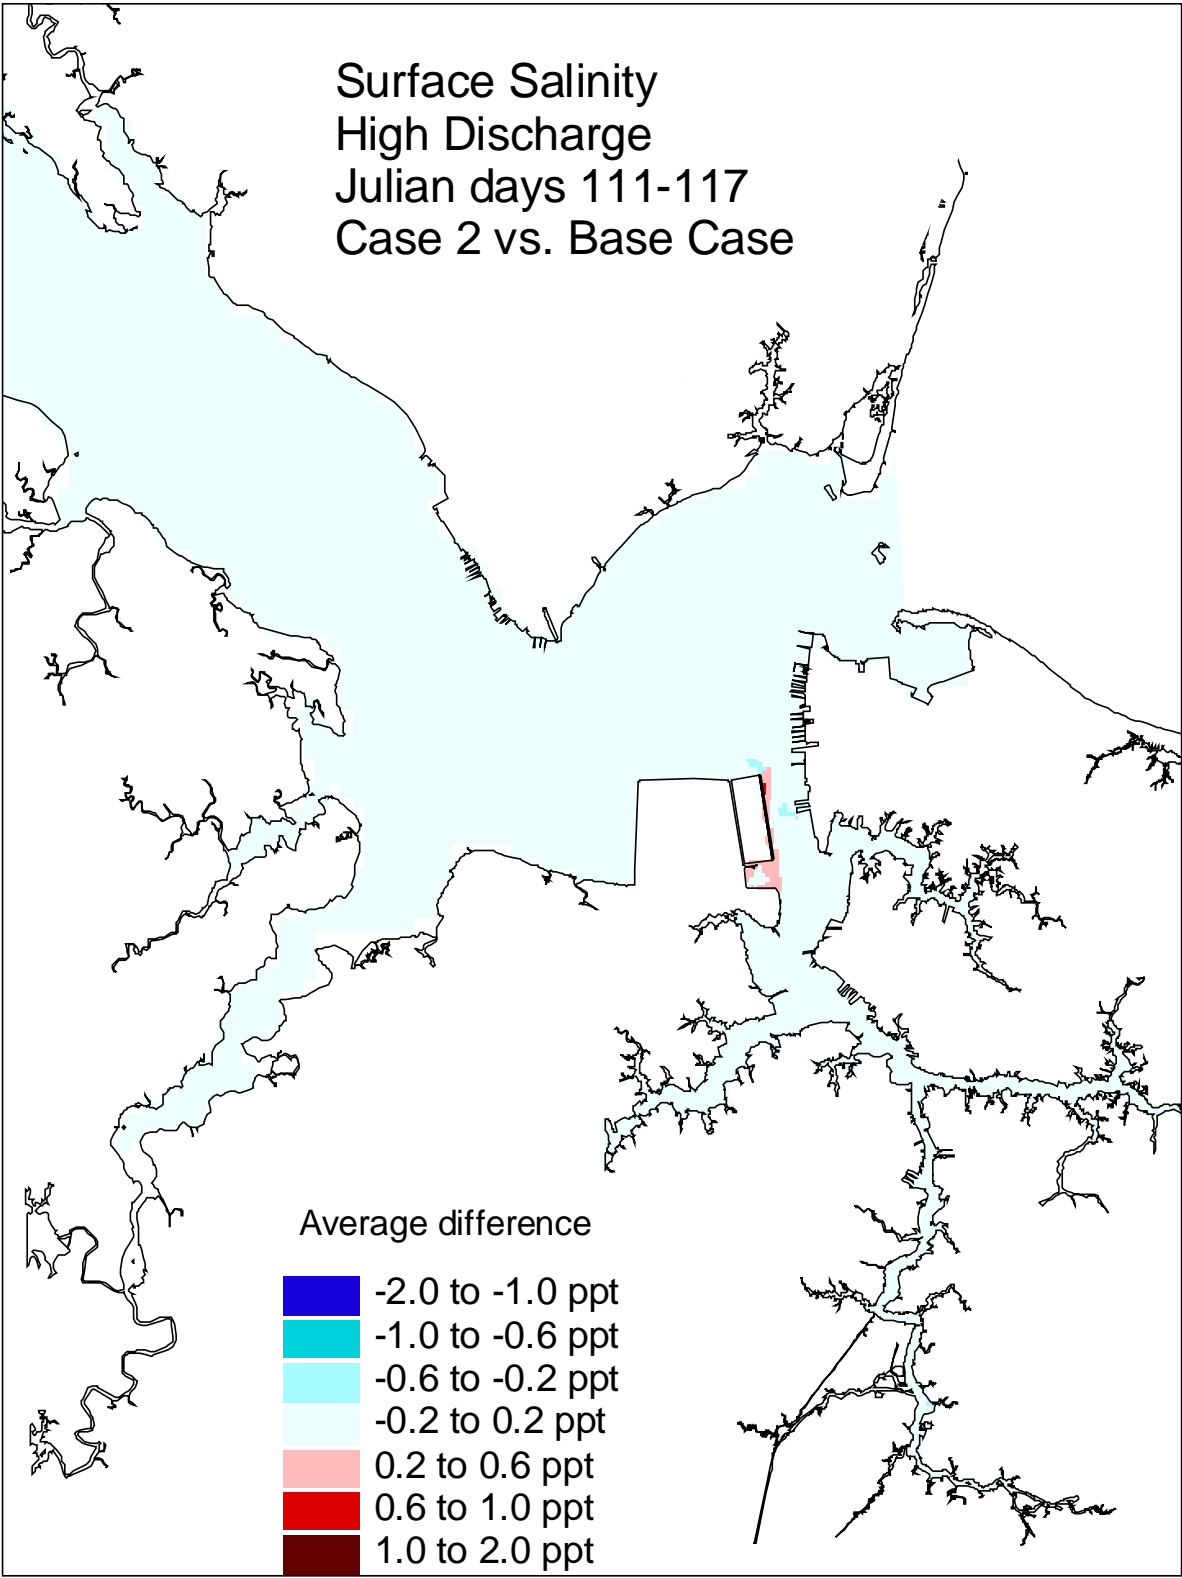 Surface Salinity
High Discharge
Julian days 111-117
Case 2 vs. Base Case
Average difference
-2.0 to -1.0 ppt
-1.0 to -0.6 ppt
-0.6 to -0.2 ppt
-0.2 to 0.2 ppt
0.2 to 0.6 ppt
0.6 to 1.0 ppt
1.0 to 2.0 ppt